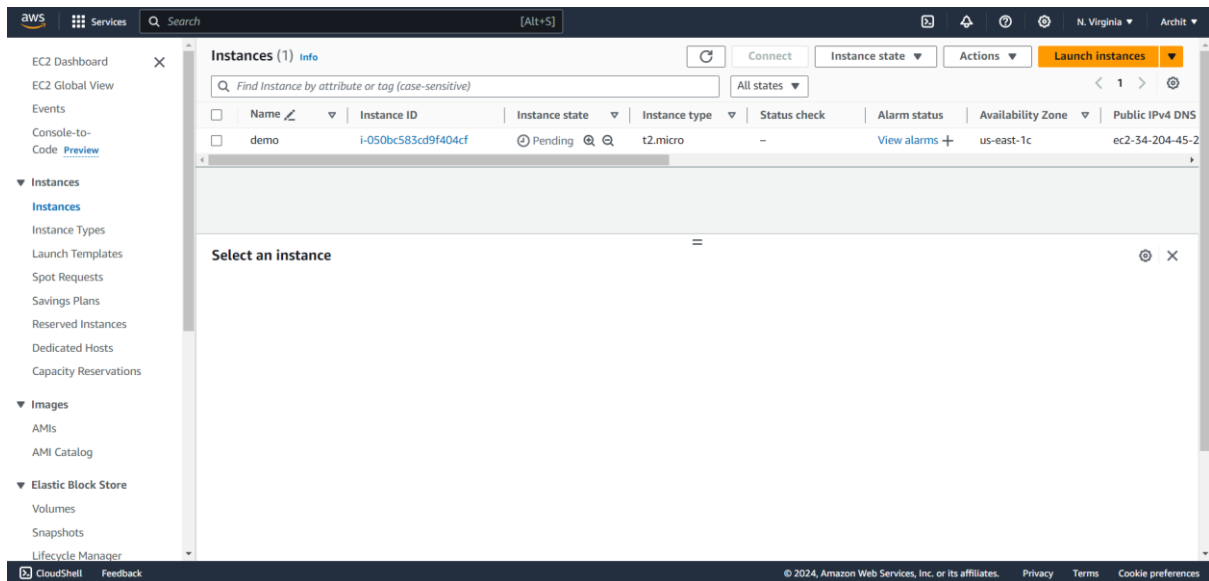 aws Services Search [Alt+S] N. Virginia Archit
EC2 Dashboard
EC2 Global View
Events
Console-to-
Code Preview
Instances
Instances
Instance Types
Launch Templates
Spot Requests
Savings Plans
Reserved Instances
Dedicated Hosts
Capacity Reservations
Images
AMIs
AMI Catalog
Elastic Block Store
Volumes
Snapshots
Lifecycle Manager
Instances (1) Info Connect Instance state Actions Launch instances
Find Instance by attribute or tag (case-sensitive) All states 1
Name Instance ID Instance state Instance type Status check Alarm status Availability Zone Public IPv4 DNS
demo i-050bc583cd9f404cf Pending t2.micro – View alarms + us-east-1c ec2-34-204-45-2
Select an instance
CloudShell Feedback © 2024, Amazon Web Services, Inc. or its affiliates. Privacy Terms Cookie preferences